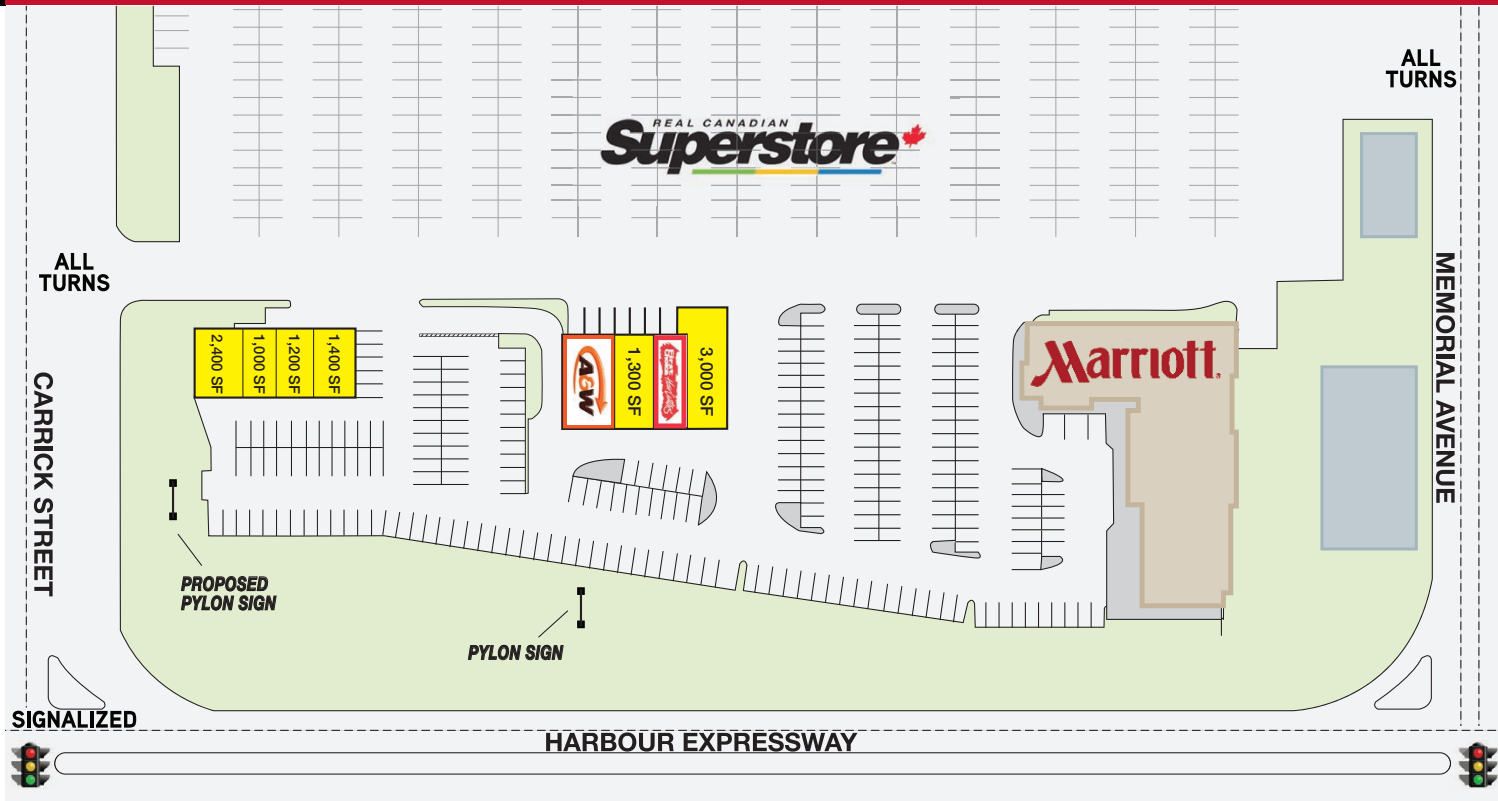 ALL
TURNS
REAL CANADIAN
Superstore
ALL
TURNS
MEMORIAL AVENUE
CARRICK STREET
2,400 SF
1,000 SF
1,200 SF
1,400 SF
A&W
1,300 SF
3,000 SF
Marriott
PROPOSED
PYLON SIGN
PYLON SIGN
SIGNALIZED
HARBOUR EXPRESSWAY